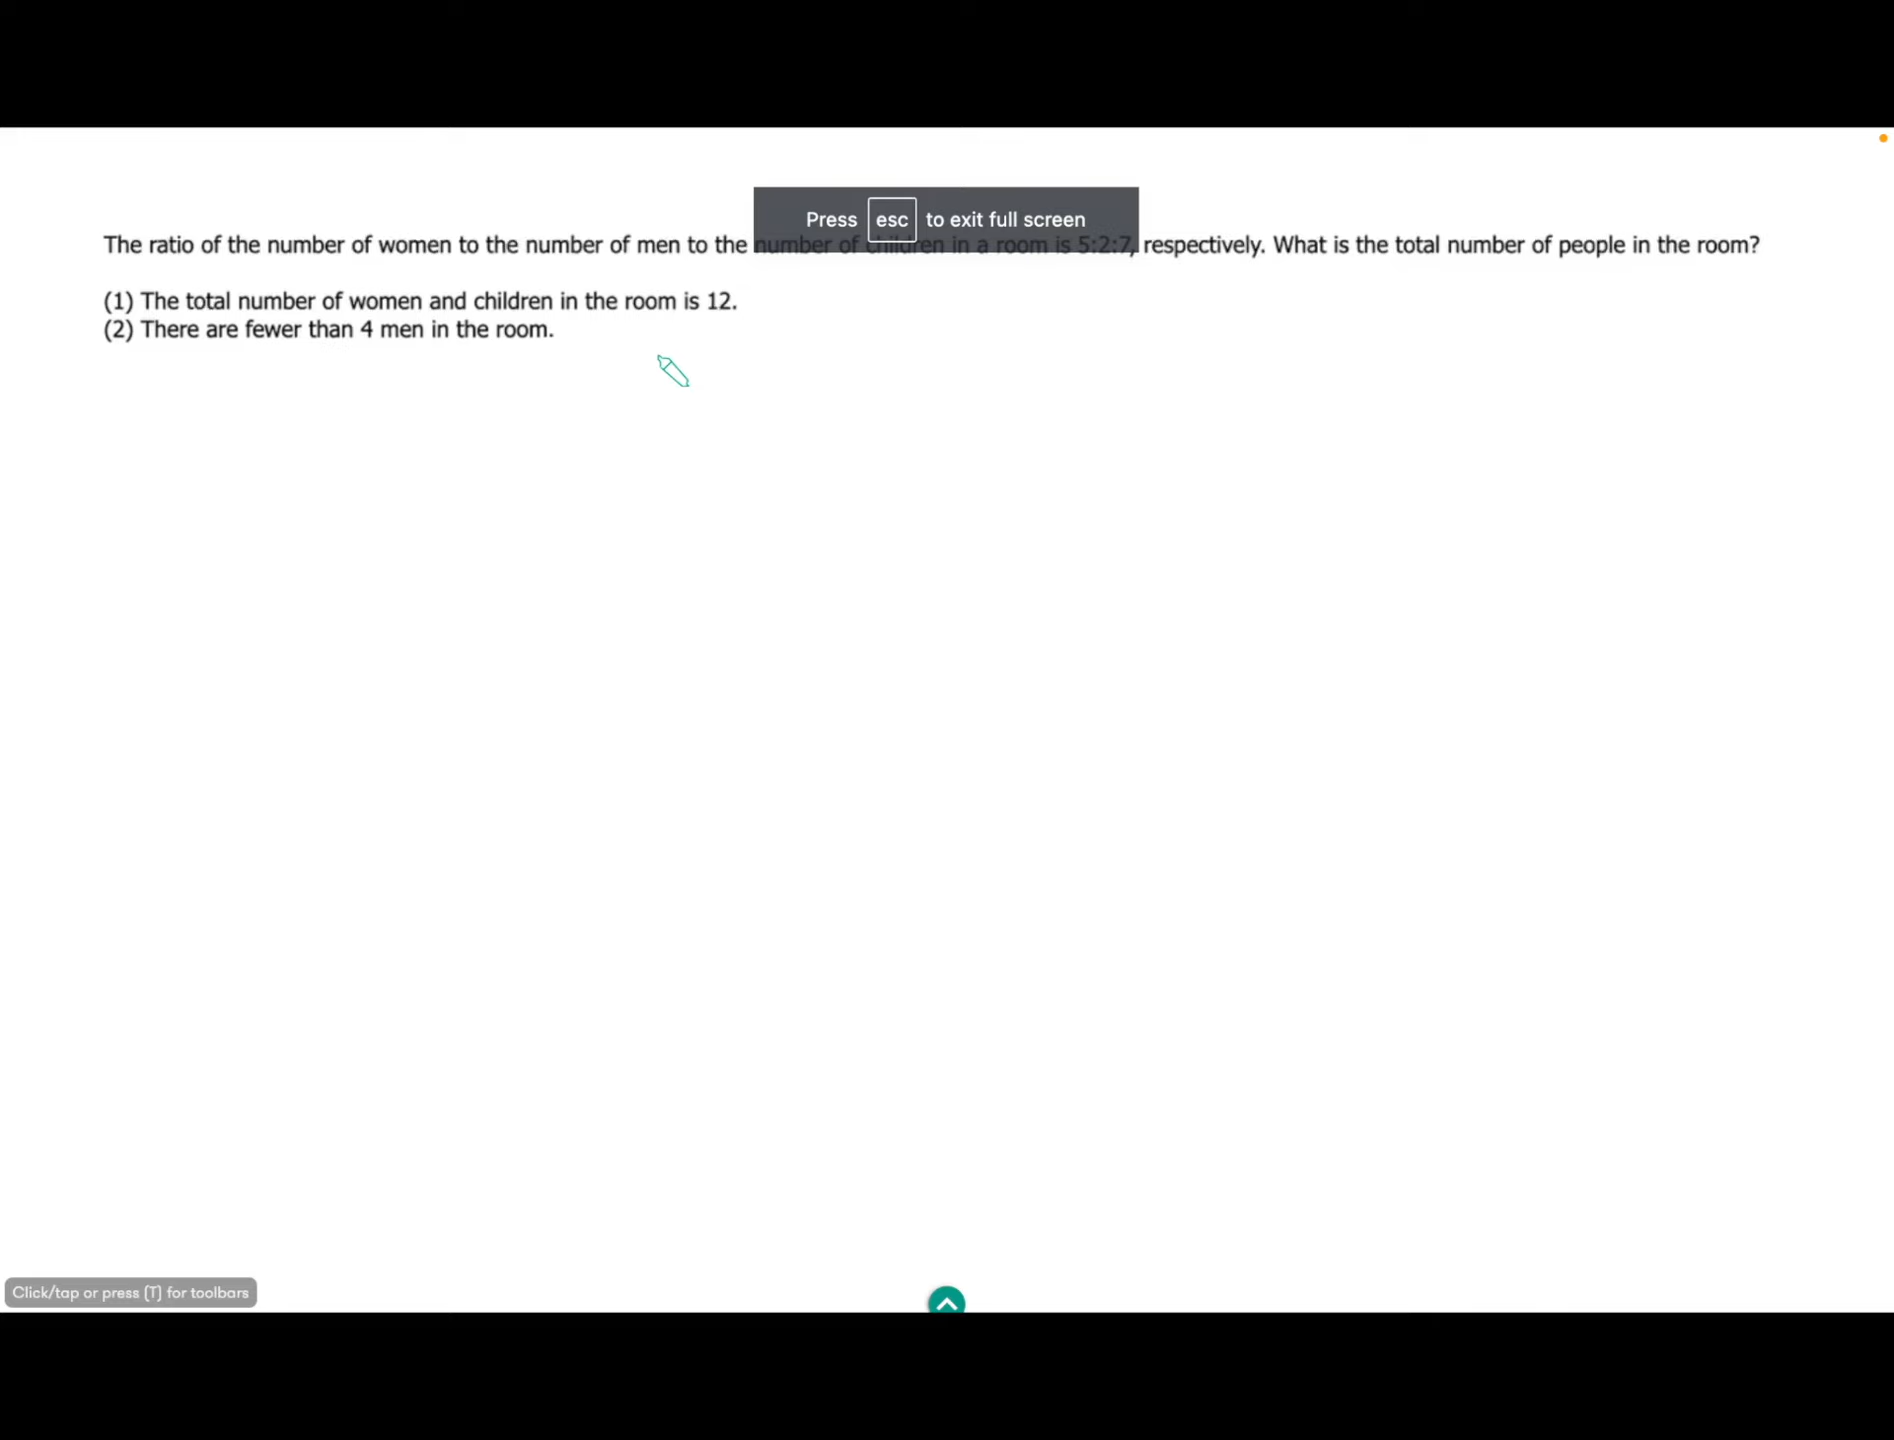 Press esc to exit full screen
The ratio of the number of women to the number of men to the number of children in a room is 5:2:7, respectively. What is the total number of people in the room?
(1) The total number of women and children in the room is 12.
(2) There are fewer than 4 men in the room.
Click/tap or press (T) for toolbars